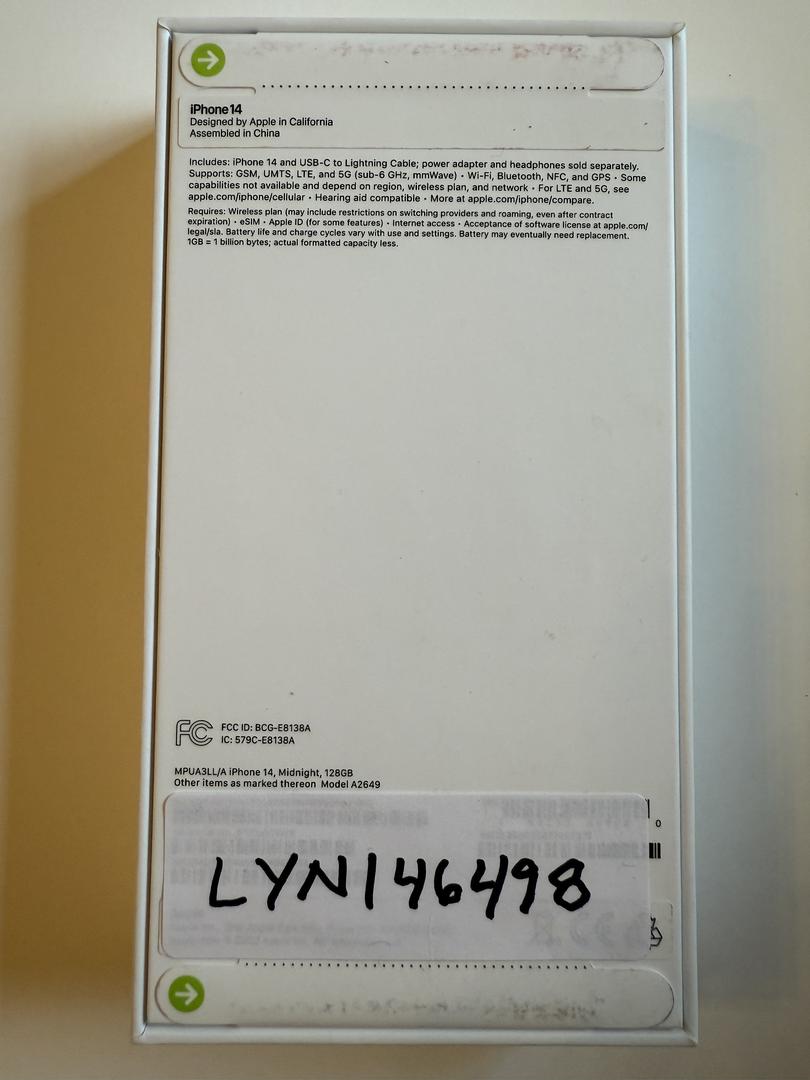 iPhone 14
Designed by Apple in California
Assembled in China
Includes: iPhone 14 and USB-C to Lightning Cable; power adapter and headphones sold separately.
Supports: GSM, UMTS, LTE, and 5G (sub-6 GHz, mmWave) • Wi-Fi, Bluetooth, NFC, and GPS • Some
capabilities not available and depend on region, wireless plan, and network • For LTE and 5G, see
apple.com/iphone/cellular • Hearing aid compatible • More at apple.com/iphone/compare.
Requires: Wireless plan (may include restrictions on switching providers and roaming, even after contract
expiration) • eSIM • Apple ID (for some features) • Internet access • Acceptance of software license at apple.com/
legal/sla. Battery life and charge cycles vary with use and settings. Battery may eventually need replacement.
1GB = 1 billion bytes; actual formatted capacity less.
FC FCC ID: BCG-E8138A
IC: 579C-E8138A
MPUA3LL/A iPhone 14, Midnight, 128GB
Other items as marked thereon Model A2649
0
LYN146498